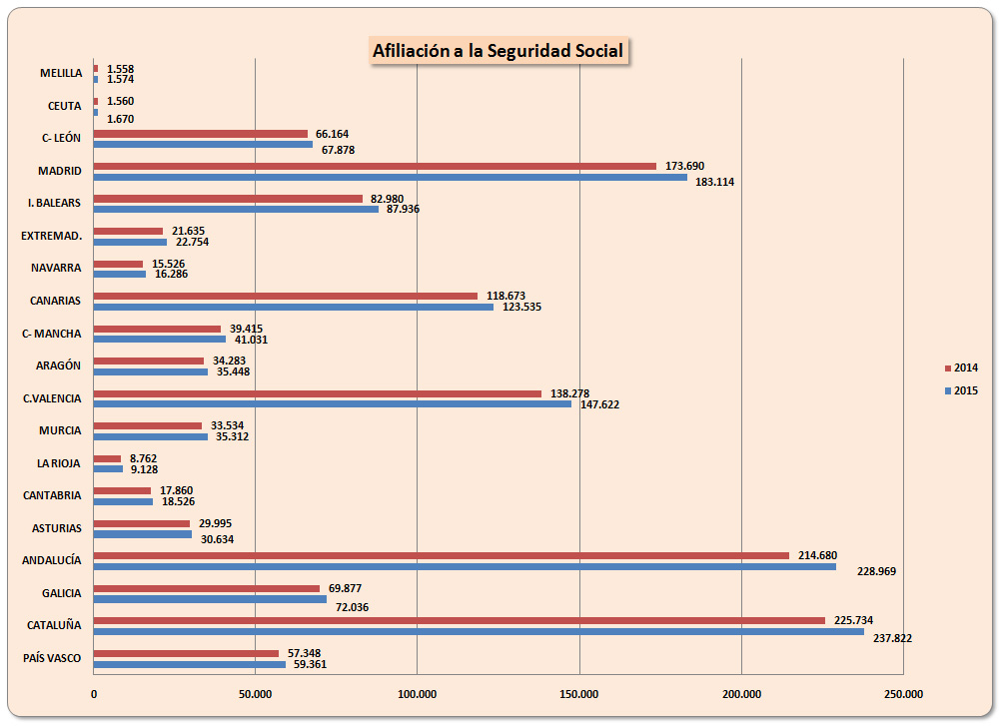 Afiliación a la Seguridad Social
MELILLA
1.558
1.574
CEUTA
1.560
1.670
C- LEÓN
66.164
67.878
MADRID
173.690
183.114
I. BALEARS
82.980
87.936
EXTREMAD.
21.635
22.754
NAVARRA
15.526
16.286
CANARIAS
118.673
123.535
C- MANCHA
39.415
41.031
ARAGÓN
34.283
35.448
C.VALENCIA
138.278
147.622
MURCIA
33.534
35.312
LA RIOJA
8.762
9.128
CANTABRIA
17.860
18.526
ASTURIAS
29.995
30.634
ANDALUCÍA
214.680
228.969
GALICIA
69.877
72.036
CATALUÑA
225.734
237.822
PAÍS VASCO
57.348
59.361
0 50.000 100.000 150.000 200.000 250.000
2014
2015